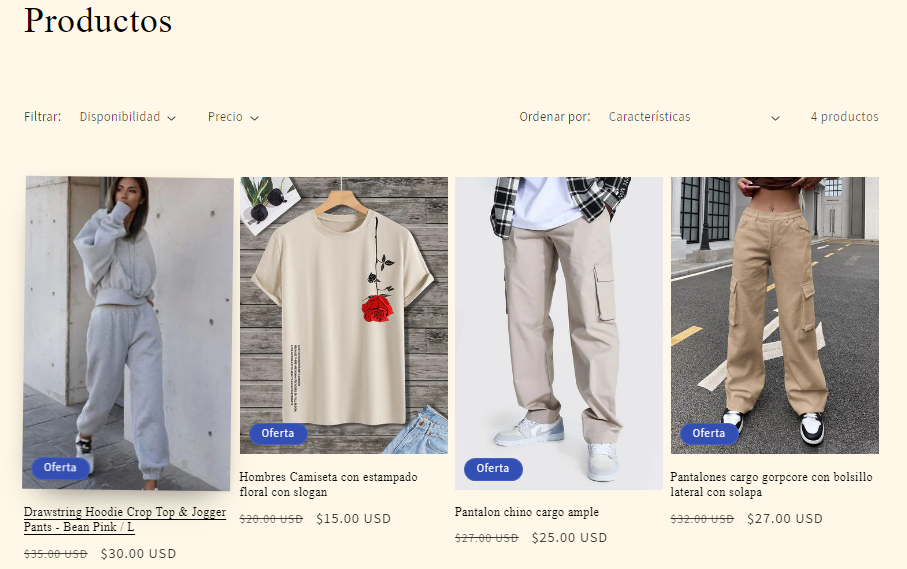 Productos
Filtrar: Disponibilidad Precio Ordenar por: Características 4 productos
Oferta
Drawstring Hoodie Crop Top & Jogger
Pants - Bean Pink / L
$35.00 USD $30.00 USD
Oferta
Hombres Camiseta con estampado
floral con slogan
$20.00 USD $15.00 USD
Oferta
Pantalon chino cargo ample
$27.00 USD $25.00 USD
Oferta
Pantalones cargo gorpcore con bolsillo
lateral con solapa
$32.00 USD $27.00 USD